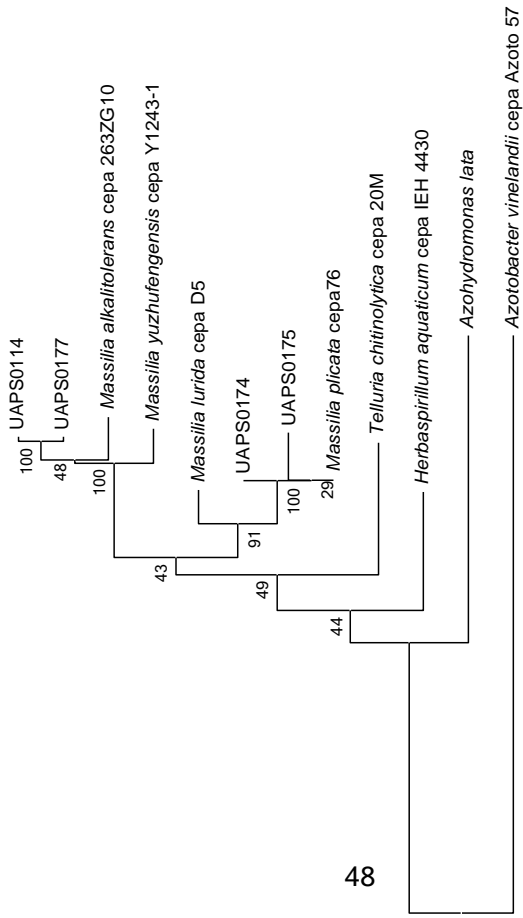 UAPS0114
UAPS0177
Massilia alkalitolerans cepa 263ZG10
Massilia yuzhufengensis cepa Y1243-1
Massilia lurida cepa D5
UAPS0174
UAPS0175
Massilia plicata cepa76
Telluria chitinolytica cepa 20M
Herbaspirillum aquaticum cepa IEH 4430
Azohydromonas lata
Azotobacter vinelandii cepa Azoto 57
100
48
100
29
100
91
43
49
44
48